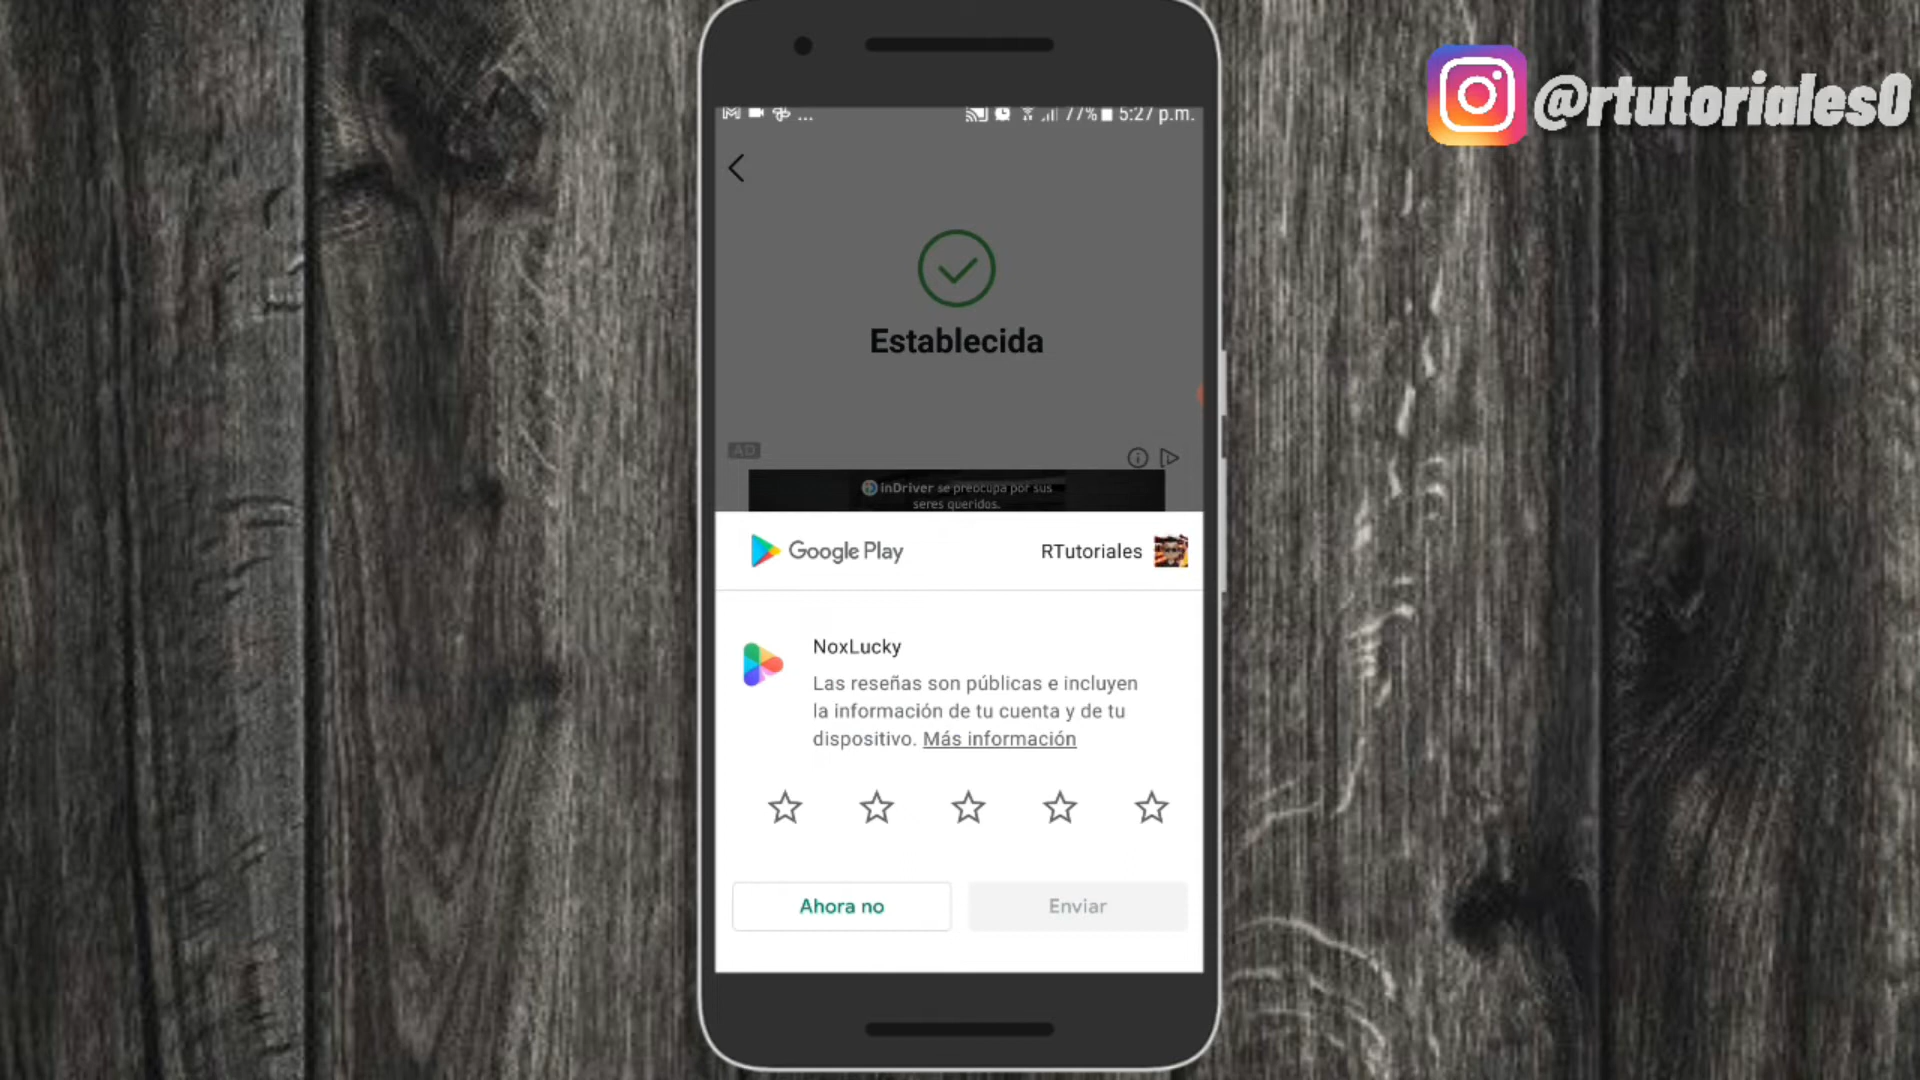 @rtutoriales0
... 77% 5:27 p.m.
Establecida
AD
inDriver se preocupa por sus
seres queridos.
Google Play
RTutoriales
NoxLucky
Las reseñas son públicas e incluyen
la información de tu cuenta y de tu
dispositivo. Más información
Ahora no
Enviar